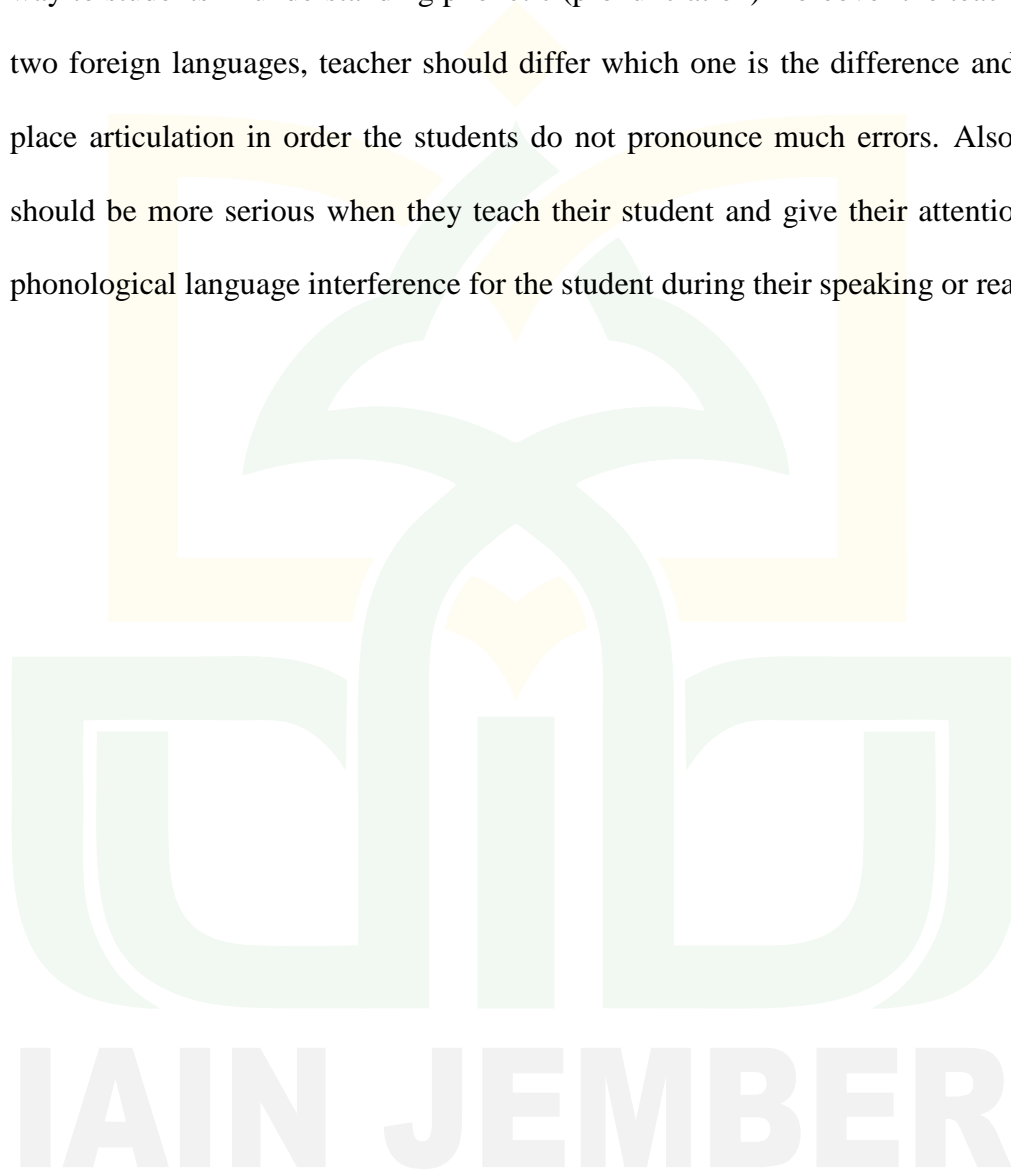 two foreign languages, teacher should differ which one is the difference and
place articulation in order the students do not pronounce much errors. Also
should be more serious when they teach their student and give their attentio
phonological language interference for the student during their speaking or rea
IAIN JEMBER